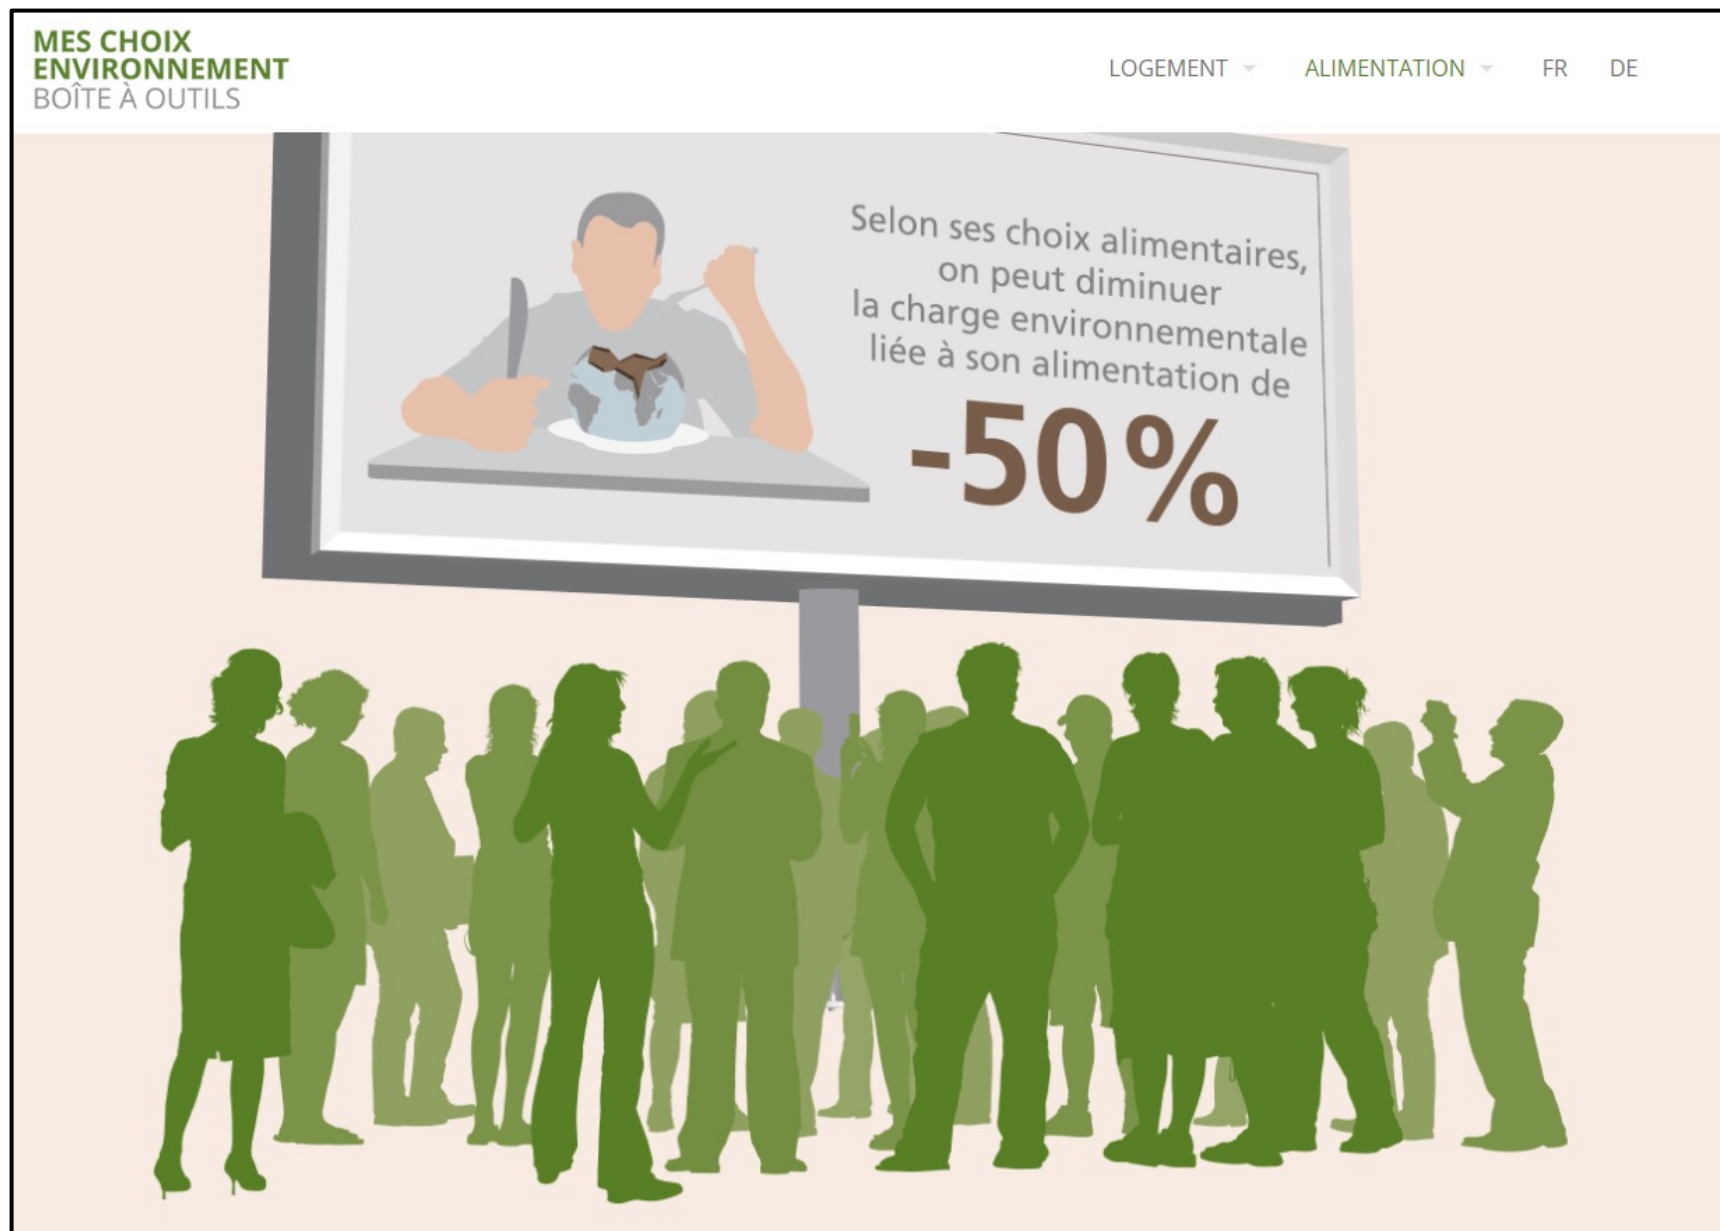 MES CHOIX
ENVIRONNEMENT
BOÎTE À OUTILS
LOGEMENT ALIMENTATION FR DE
Selon ses choix alimentaires,
on peut diminuer
la charge environnementale
liée à son alimentation de
-50%